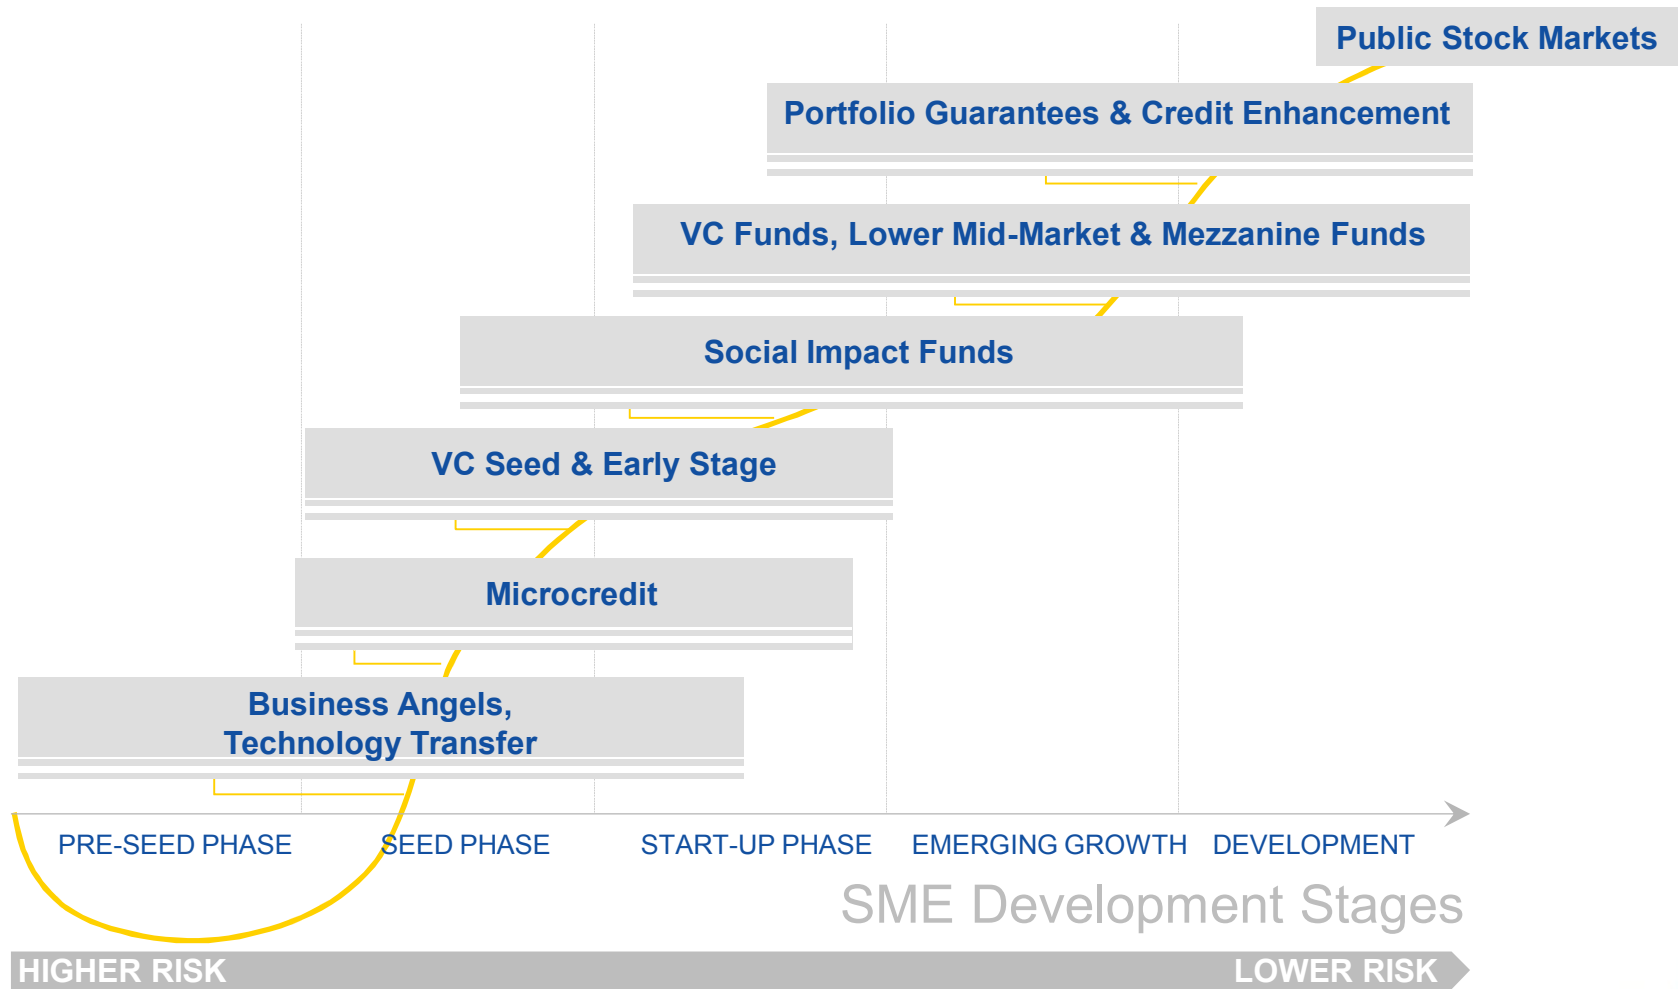 Public Stock Markets
Portfolio Guarantees & Credit Enhancement
VC Funds, Lower Mid-Market & Mezzanine Funds
Social Impact Funds
VC Seed & Early Stage
Microcredit
Business Angels,
Technology Transfer
PRE-SEED PHASE SEED PHASE START-UP PHASE EMERGING GROWTH DEVELOPMENT
SME Development Stages
HIGHER RISK LOWER RISK